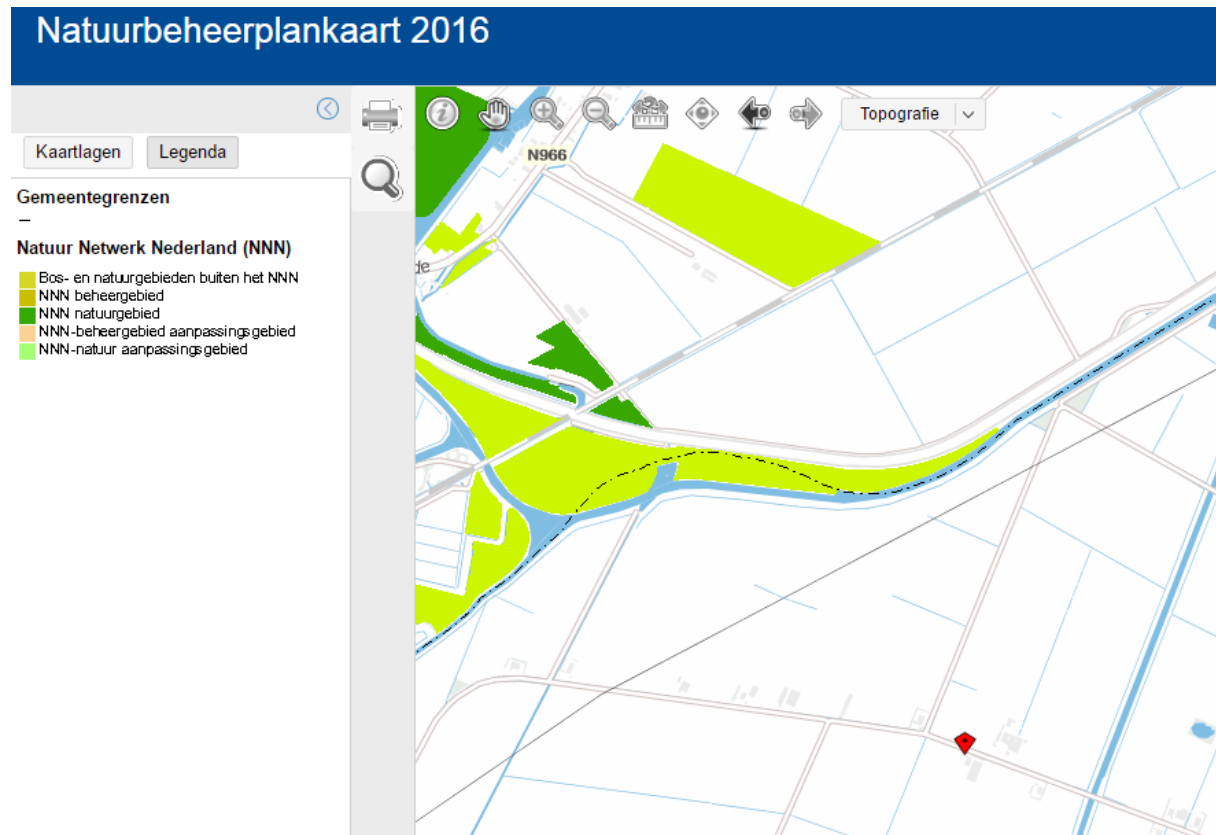 Natuurbeheerplankaart 2016
Kaartlagen
Legenda
Topografie
Gemeentegrenzen
Natuur Netwerk Nederland (NNN)
Bos- en natuurgebieden buiten het NNN
NNN beheergebied
NNN natuurgebied
NNN-beheergebied aanpassingsgebied
NNN-natuur aanpassingsgebied
N966
de